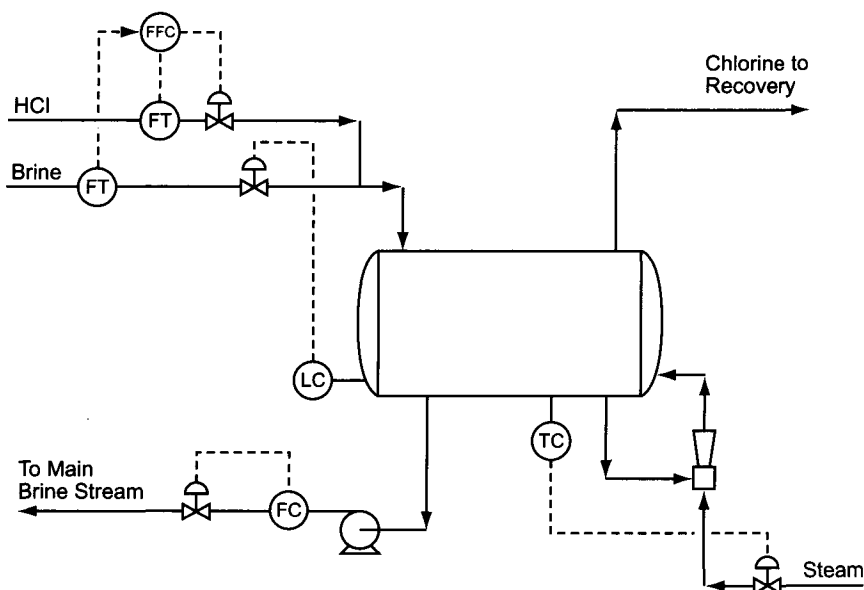 FFC
Chlorine to
Recovery
HCl
FT
Brine
FT
LC
TC
To Main
Brine Stream
FC
Steam